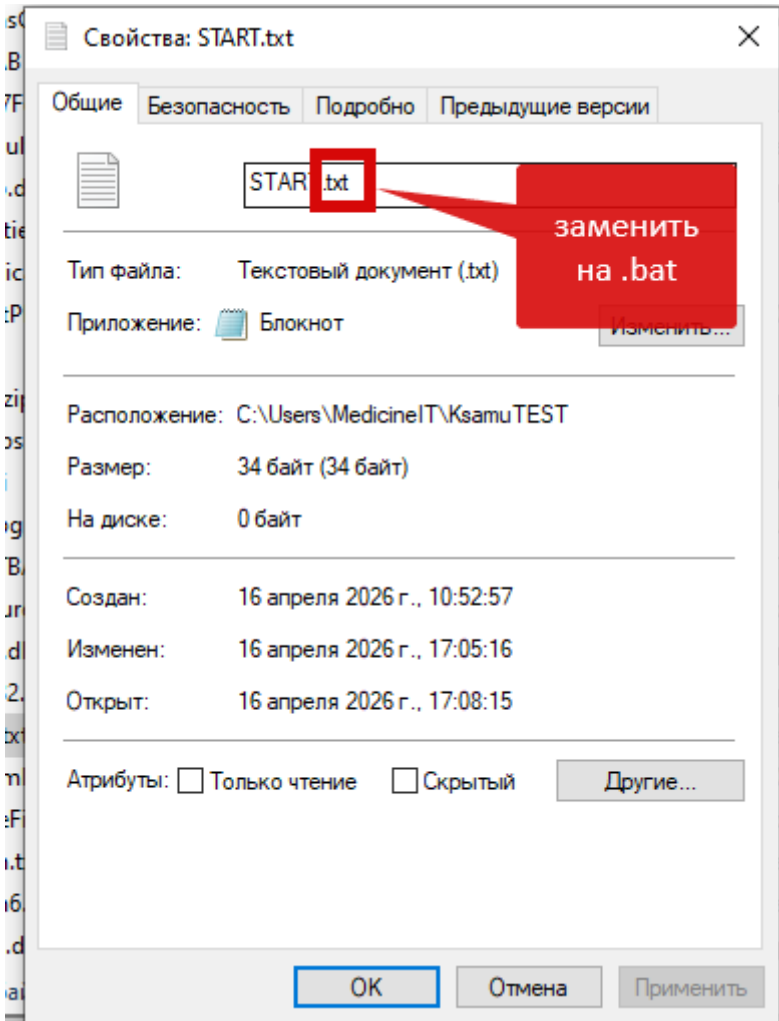 Свойства: START.txt
Общие Безопасность Подробно Предыдущие версии
START.txt
заменить
на .bat
Тип файла: Текстовый документ (.txt)
Приложение: Блокнот
Изменить...
Расположение: C:\Users\MedicineIT\KsamuTEST
Размер: 34 байт (34 байт)
На диске: 0 байт
Создан: 16 апреля 2026 г., 10:52:57
Изменен: 16 апреля 2026 г., 17:05:16
Открыт: 16 апреля 2026 г., 17:08:15
Атрибуты: Только чтение Скрытый Другие...
ОК Отмена Применить